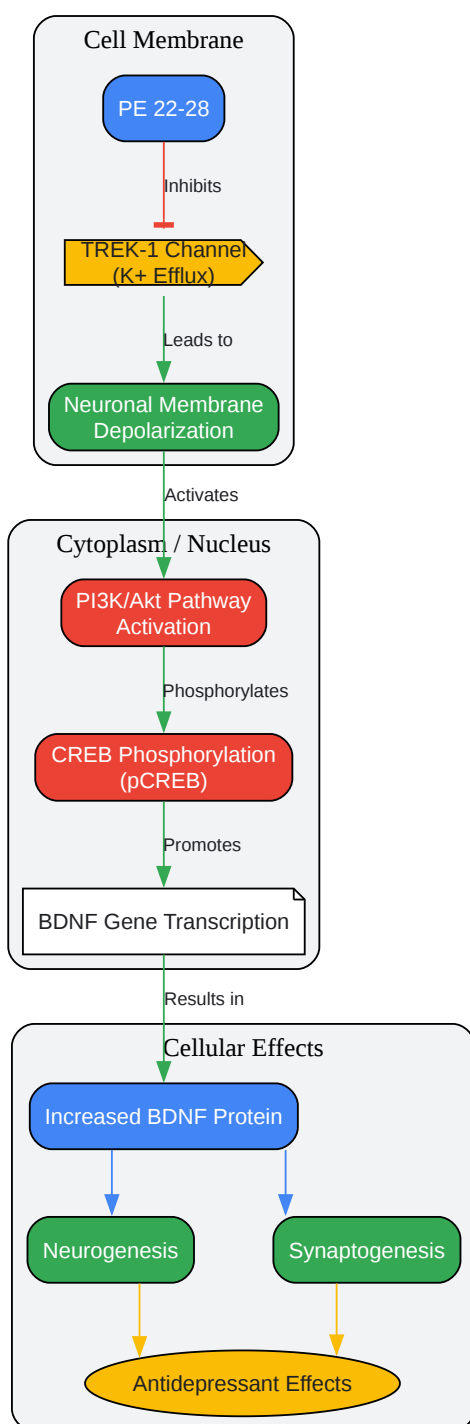 Cell Membrane
PE 22-28
Inhibits
TREK-1 Channel
(K+ Efflux)
Leads to
Neuronal Membrane
Depolarization
Activates
Cytoplasm / Nucleus
PI3K/Akt Pathway
Activation
Phosphorylates
CREB Phosphorylation
(pCREB)
Promotes
BDNF Gene Transcription
Results in
Cellular Effects
Increased BDNF Protein
Neurogenesis
Synaptogenesis
Antidepressant Effects